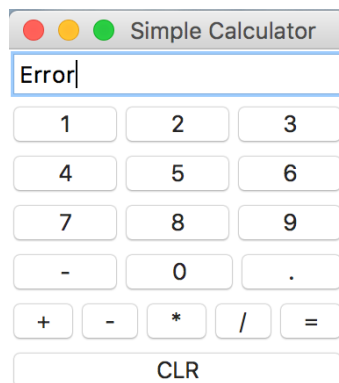 Simple Calculator
Error
1 2 3
4 5 6
7 8 9
- 0 .
+ - * / =
CLR